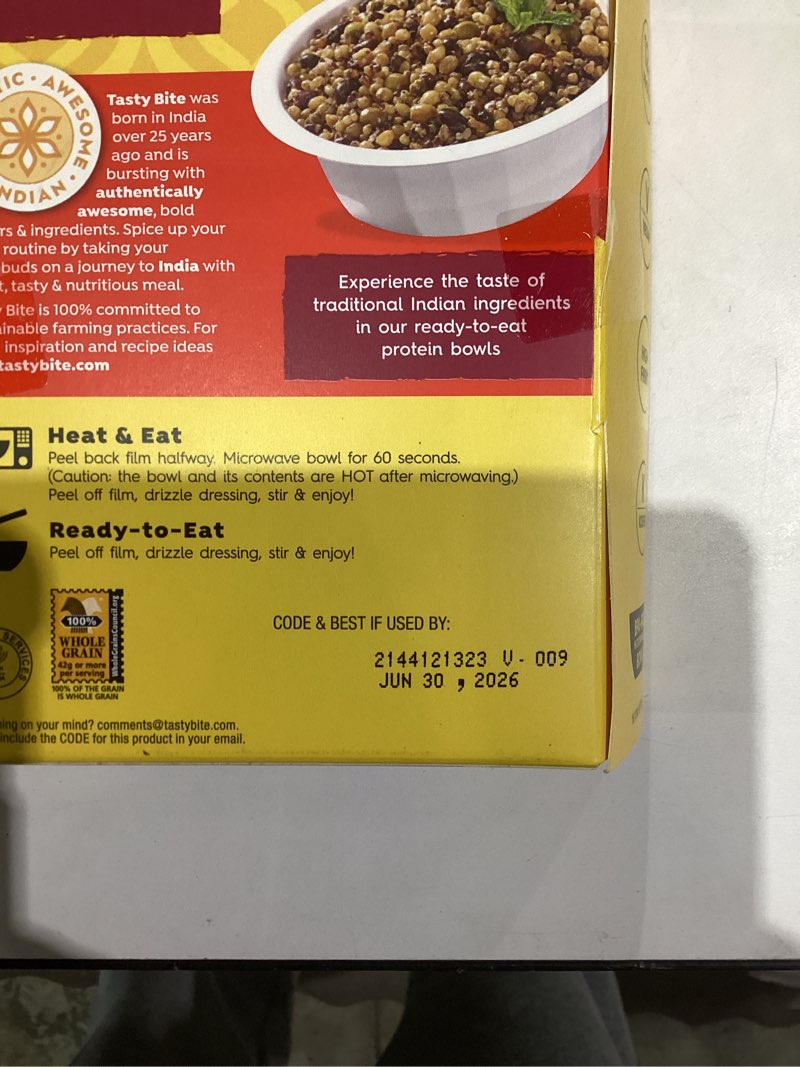 IC • AWESOME • NDIAN •
Tasty Bite was
born in India
over 25 years
ago and is
bursting with
authentically
awesome, bold
rs & ingredients. Spice up your
routine by taking your
buds on a journey to India with
t, tasty & nutritious meal.
Bite is 100% committed to
inable farming practices. For
inspiration and recipe ideas
tastybite.com
Experience the taste of
traditional Indian ingredients
in our ready-to-eat
protein bowls
Heat & Eat
Peel back film halfway. Microwave bowl for 60 seconds.
(Caution: the bowl and its contents are HOT after microwaving.)
Peel off film, drizzle dressing, stir & enjoy!
Ready-to-Eat
Peel off film, drizzle dressing, stir & enjoy!
SERVICES
100%
WHOLE
GRAIN
42g or more
per serving
WholeGrainsCouncil.org
100% OF THE GRAIN
IS WHOLE GRAIN
CODE & BEST IF USED BY:
2144121323 V- 009
JUN 30 , 2026
ing on your mind? comments@tastybite.com.
include the CODE for this product in your email.